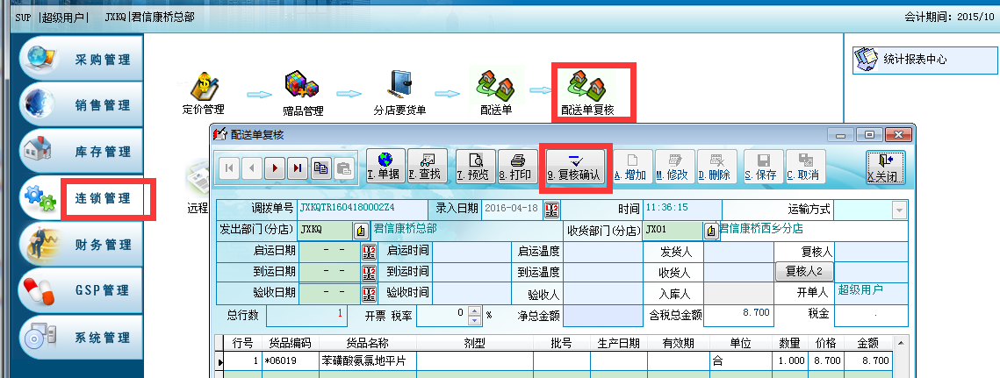 SUP |超级用户| JXKQ|君信康桥总部 会计期间：2015/10
采购管理
销售管理
库存管理
连锁管理
财务管理
GSP管理
系统管理
定价管理 赠品管理 分店要货单 配送单 配送单复核
统计报表中心
远程
配送单复核
I.单据 F.查找 T.预览 8.打印 9.复核确认 A.增加 M.修改 D.删除 S.保存 C.取消 X.关闭
调拨单号 JXKQTR1604180002Z4 录入日期 2016-04-18 时间 11:36:15 运输方式
发出部门(分店) JXKQ 君信康桥总部 收货部门(分店) JX01 君信康桥西乡分店
启运日期 - - 启运时间 启运温度 发货人 复核人
到运日期 - - 到运时间 到运温度 收货人 复核人2
验收日期 - - 验收时间 验收人 入库人 开单人 超级用户
总行数 1 开票 税率 0 % 净总金额 含税总金额 8.700 税金 .
行号 货品编码 货品名称 剂型 批号 生产日期 有效期 单位 数量 价格 金额
1 *06019 苯磺酸氨氯地平片 合 1.000 8.700 8.700